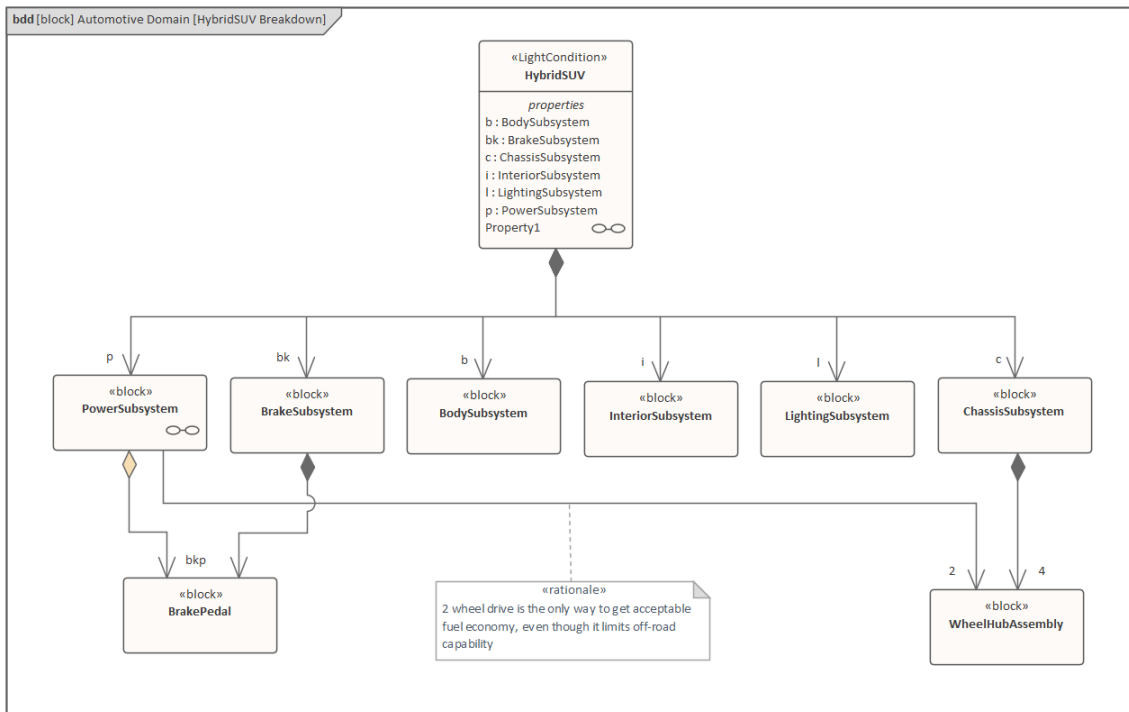 bdd [block] Automotive Domain [HybridSUV Breakdown]
«LightCondition»
HybridSUV
properties
b : BodySubsystem
bk : BrakeSubsystem
c : ChassisSubsystem
i : InteriorSubsystem
l : LightingSubsystem
p : PowerSubsystem
Property1
p
bk
b
i
l
c
«block»
PowerSubsystem
«block»
BrakeSubsystem
«block»
BodySubsystem
«block»
InteriorSubsystem
«block»
LightingSubsystem
«block»
ChassisSubsystem
bkp
2
4
«block»
BrakePedal
«rationale»
2 wheel drive is the only way to get acceptable
fuel economy, even though it limits off-road
capability
«block»
WheelHubAssembly